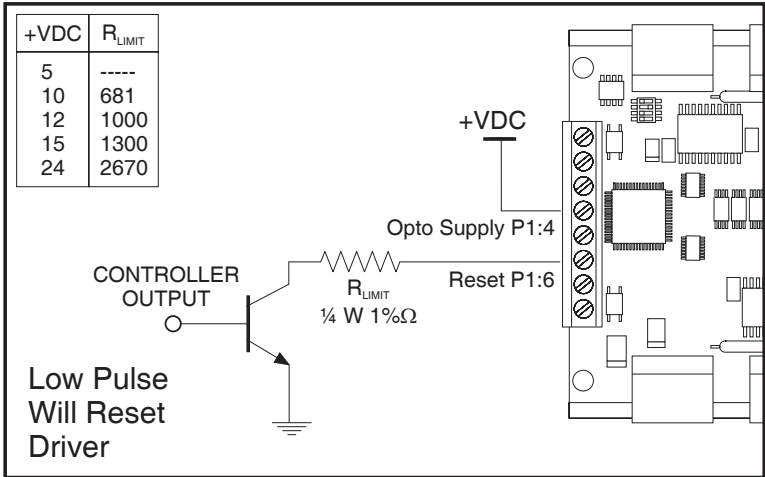 +VDC RLIMIT
5 -----
10 681
12 1000
15 1300
24 2670
+VDC
Opto Supply P1:4
Reset P1:6
CONTROLLER
OUTPUT
RLIMIT
¼ W 1%Ω
Low Pulse
Will Reset
Driver